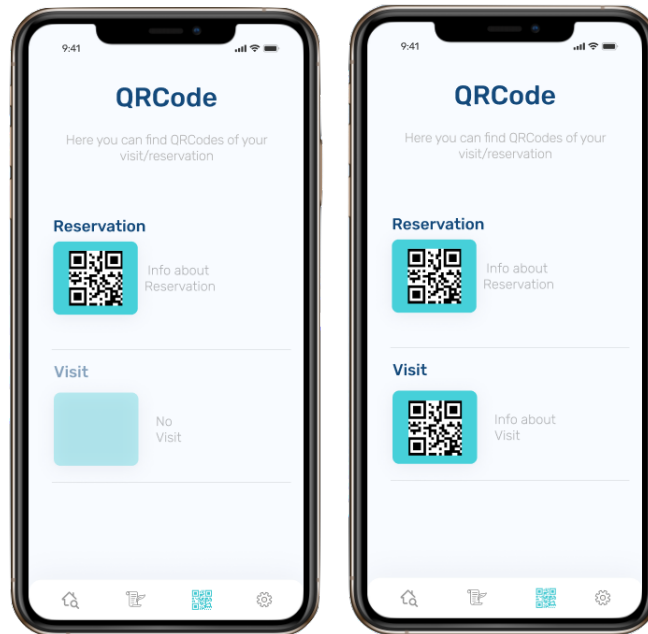 9:41
QRCode
Here you can find QRCodes of your
visit/reservation
Reservation
Info about
Reservation
Visit
No
Visit
9:41
QRCode
Here you can find QRCodes of your
visit/reservation
Reservation
Info about
Reservation
Visit
Info about
Visit